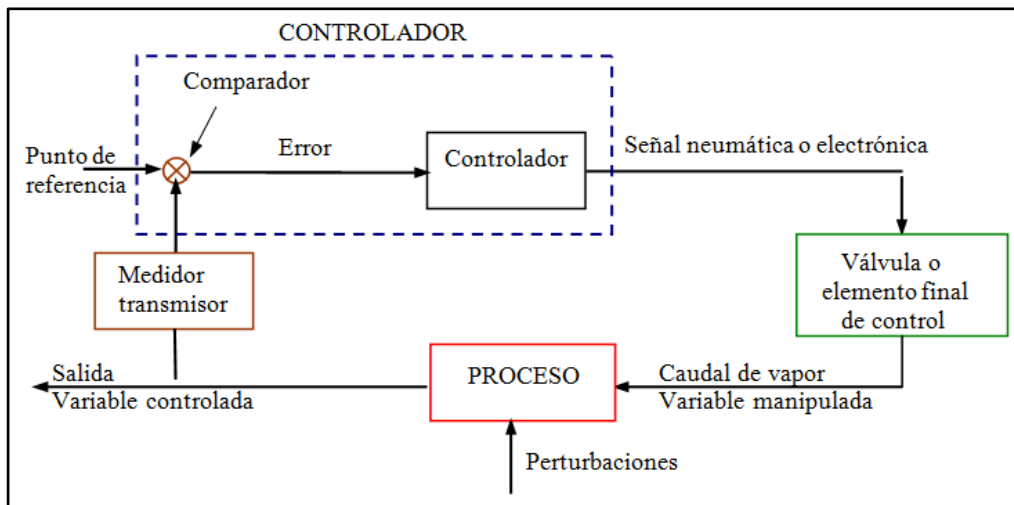 CONTROLADOR
Comparador
Punto de
referencia
Error
Controlador
Señal neumática o electrónica
Medidor
transmisor
Válvula o
elemento final
de control
Salida
Variable controlada
PROCESO
Caudal de vapor
Variable manipulada
Perturbaciones